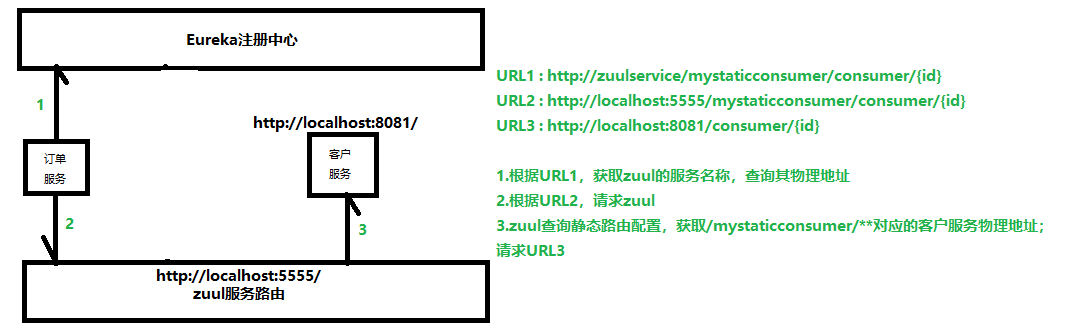 Eureka注册中心
1
http://localhost:8081/
订单
服务
客户
服务
2
3
http://localhost:5555/
zuul服务路由
URL1 : http://zuulservice/mystaticconsumer/consumer/{id}
URL2 : http://localhost:5555/mystaticconsumer/consumer/{id}
URL3 : http://localhost:8081/consumer/{id}
1.根据URL1，获取zuul的服务名称，查询其物理地址
2.根据URL2，请求zuul
3.zuul查询静态路由配置，获取/mystaticconsumer/**对应的客户服务物理地址；
请求URL3